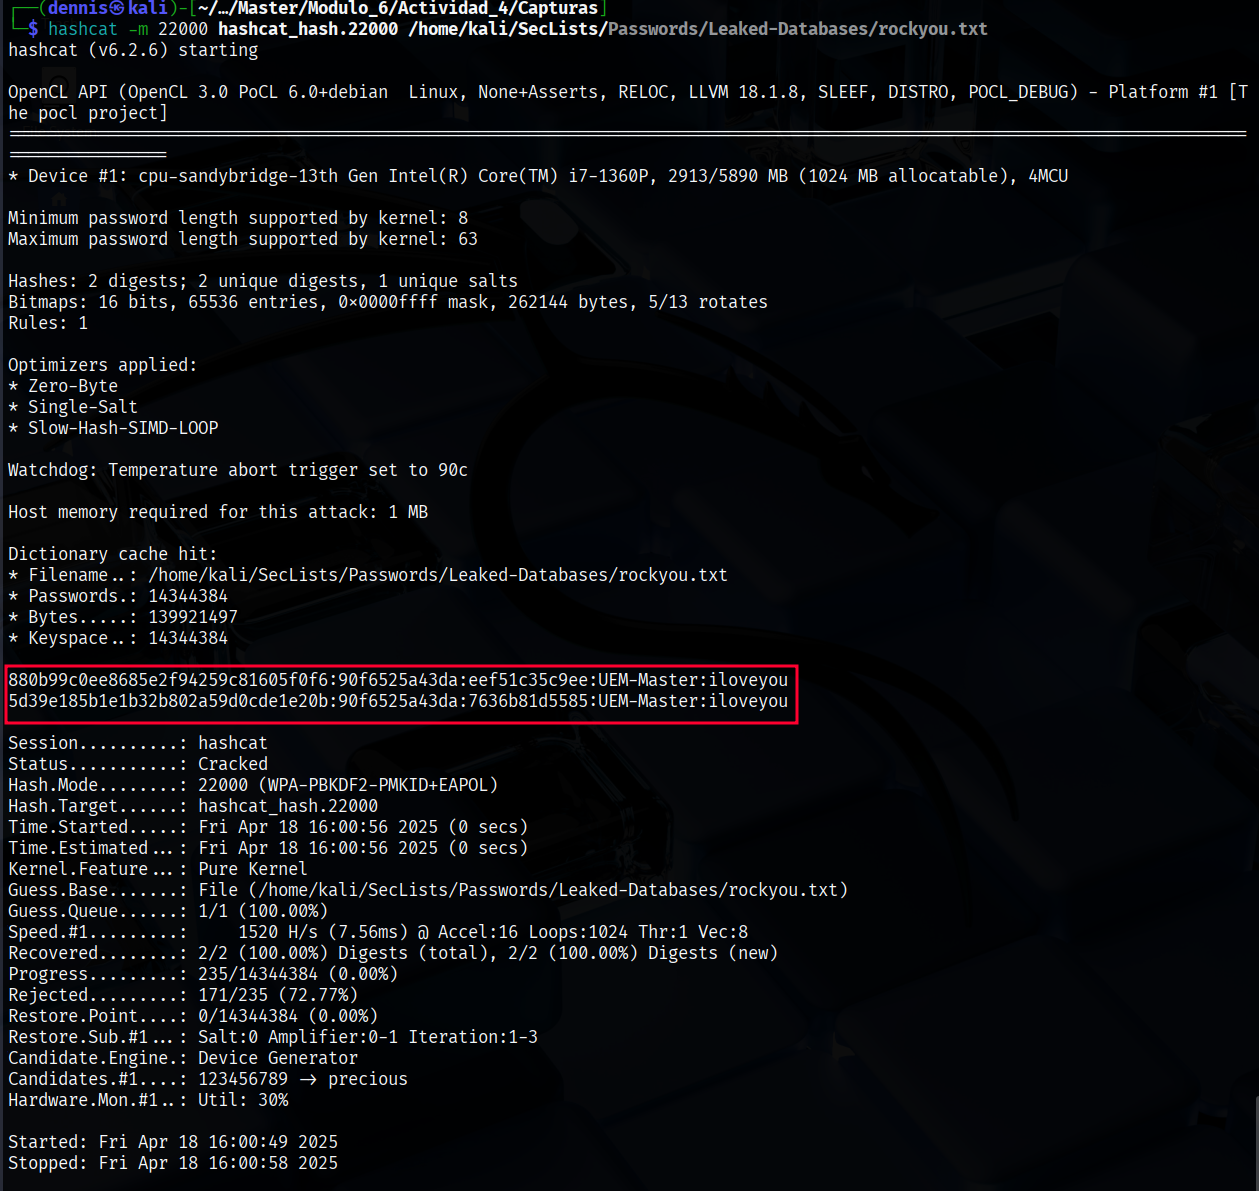 ┌──(dennis㉿kali)-[~/…/Master/Modulo_6/Actividad_4/Capturas]
└─$ hashcat -m 22000 hashcat_hash.22000 /home/kali/SecLists/Passwords/Leaked-Databases/rockyou.txt
hashcat (v6.2.6) starting
OpenCL API (OpenCL 3.0 PoCL 6.0+debian  Linux, None+Asserts, RELOC, LLVM 18.1.8, SLEEF, DISTRO, POCL_DEBUG) - Platform #1 [T
he pocl project]
============================================================================================================================
================
* Device #1: cpu-sandybridge-13th Gen Intel(R) Core(TM) i7-1360P, 2913/5890 MB (1024 MB allocatable), 4MCU
Minimum password length supported by kernel: 8
Maximum password length supported by kernel: 63
Hashes: 2 digests; 2 unique digests, 1 unique salts
Bitmaps: 16 bits, 65536 entries, 0x0000ffff mask, 262144 bytes, 5/13 rotates
Rules: 1
Optimizers applied:
* Zero-Byte
* Single-Salt
* Slow-Hash-SIMD-LOOP
Watchdog: Temperature abort trigger set to 90c
Host memory required for this attack: 1 MB
Dictionary cache hit:
* Filename..: /home/kali/SecLists/Passwords/Leaked-Databases/rockyou.txt
* Passwords.: 14344384
* Bytes.....: 139921497
* Keyspace..: 14344384
880b99c0ee8685e2f94259c81605f0f6:90f6525a43da:eef51c35c9ee:UEM-Master:iloveyou
5d39e185b1e1b32b802a59d0cde1e20b:90f6525a43da:7636b81d5585:UEM-Master:iloveyou
Session..........: hashcat
Status...........: Cracked
Hash.Mode........: 22000 (WPA-PBKDF2-PMKID+EAPOL)
Hash.Target......: hashcat_hash.22000
Time.Started.....: Fri Apr 18 16:00:56 2025 (0 secs)
Time.Estimated...: Fri Apr 18 16:00:56 2025 (0 secs)
Kernel.Feature...: Pure Kernel
Guess.Base.......: File (/home/kali/SecLists/Passwords/Leaked-Databases/rockyou.txt)
Guess.Queue......: 1/1 (100.00%)
Speed.#1.........:     1520 H/s (7.56ms) @ Accel:16 Loops:1024 Thr:1 Vec:8
Recovered........: 2/2 (100.00%) Digests (total), 2/2 (100.00%) Digests (new)
Progress.........: 235/14344384 (0.00%)
Rejected.........: 171/235 (72.77%)
Restore.Point....: 0/14344384 (0.00%)
Restore.Sub.#1...: Salt:0 Amplifier:0-1 Iteration:1-3
Candidate.Engine.: Device Generator
Candidates.#1....: 123456789 -> precious
Hardware.Mon.#1..: Util: 30%
Started: Fri Apr 18 16:00:49 2025
Stopped: Fri Apr 18 16:00:58 2025